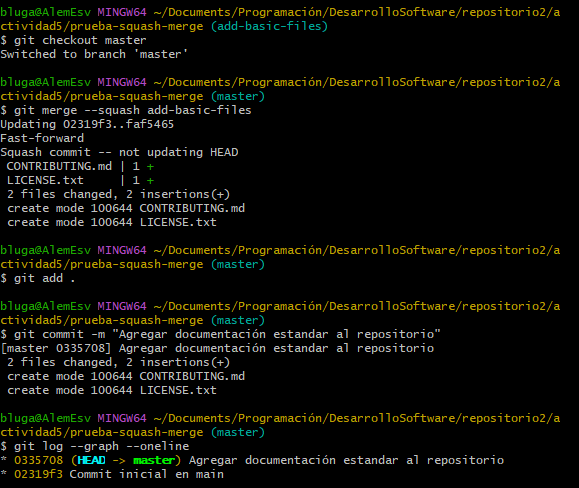 bluga@AlemEsv MINGW64 ~/Documents/Programación/DesarrolloSoftware/repositorio2/a
ctividad5/prueba-squash-merge (add-basic-files)
$ git checkout master
Switched to branch 'master'
bluga@AlemEsv MINGW64 ~/Documents/Programación/DesarrolloSoftware/repositorio2/a
ctividad5/prueba-squash-merge (master)
$ git merge --squash add-basic-files
Updating 02319f3..faf5465
Fast-forward
Squash commit -- not updating HEAD
 CONTRIBUTING.md | 1 +
 LICENSE.txt     | 1 +
 2 files changed, 2 insertions(+)
 create mode 100644 CONTRIBUTING.md
 create mode 100644 LICENSE.txt
bluga@AlemEsv MINGW64 ~/Documents/Programación/DesarrolloSoftware/repositorio2/a
ctividad5/prueba-squash-merge (master)
$ git add .
bluga@AlemEsv MINGW64 ~/Documents/Programación/DesarrolloSoftware/repositorio2/a
ctividad5/prueba-squash-merge (master)
$ git commit -m "Agregar documentación estandar al repositorio"
[master 0335708] Agregar documentación estandar al repositorio
 2 files changed, 2 insertions(+)
 create mode 100644 CONTRIBUTING.md
 create mode 100644 LICENSE.txt
bluga@AlemEsv MINGW64 ~/Documents/Programación/DesarrolloSoftware/repositorio2/a
ctividad5/prueba-squash-merge (master)
$ git log --graph --oneline
* 0335708 (HEAD -> master) Agregar documentación estandar al repositorio
* 02319f3 Commit inicial en main